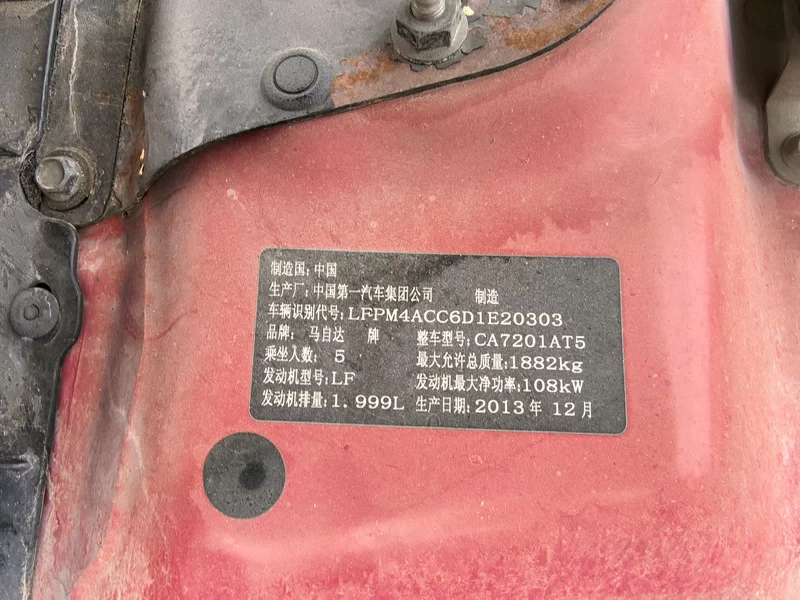 制造国: 中国
生产厂: 中国第一汽车集团公司 制造
车辆识别代号: LFPM4ACC6D1E20303
品牌: 马自达 牌 整车型号: CA7201AT5
乘坐人数: 5 最大允许总质量: 1882kg
发动机型号: LF 发动机最大净功率: 108kW
发动机排量: 1.999L 生产日期: 2013年 12月